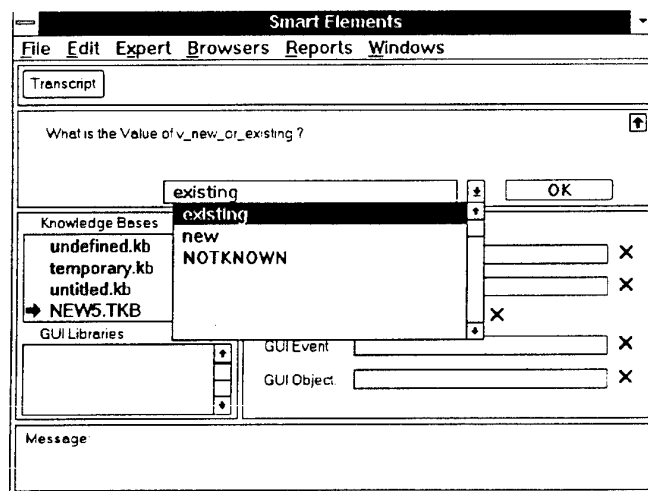 Smart Elements
File Edit Expert Browsers Reports Windows
Transcript
What is the Value of v_new_or_existing ?
existing
OK
existing
new
NOTKNOWN
Knowledge Bases
undefined.kb
temporary.kb
untitled.kb
NEW5.TKB
GUI Libraries
GUI Event
GUI Object.
Message: